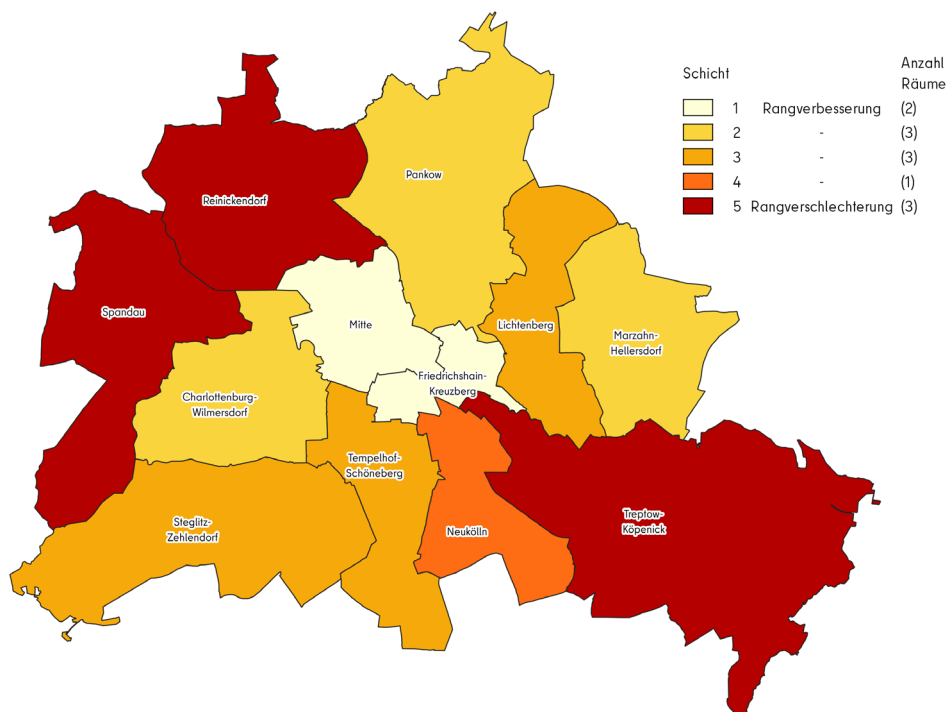 Schicht
Anzahl
Räume
1 Rangverbesserung (2)
2 - (3)
3 - (3)
4 - (1)
5 Rangverschlechterung (3)
Pankow
Reinickendorf
Spandau
Mitte
Lichtenberg
Marzahn-
Hellersdorf
Friedrichshain-
Kreuzberg
Charlottenburg-
Wilmersdorf
Tempelhof-
Schöneberg
Steglitz-
Zehlendorf
Neukölln
Treptow-
Köpenick